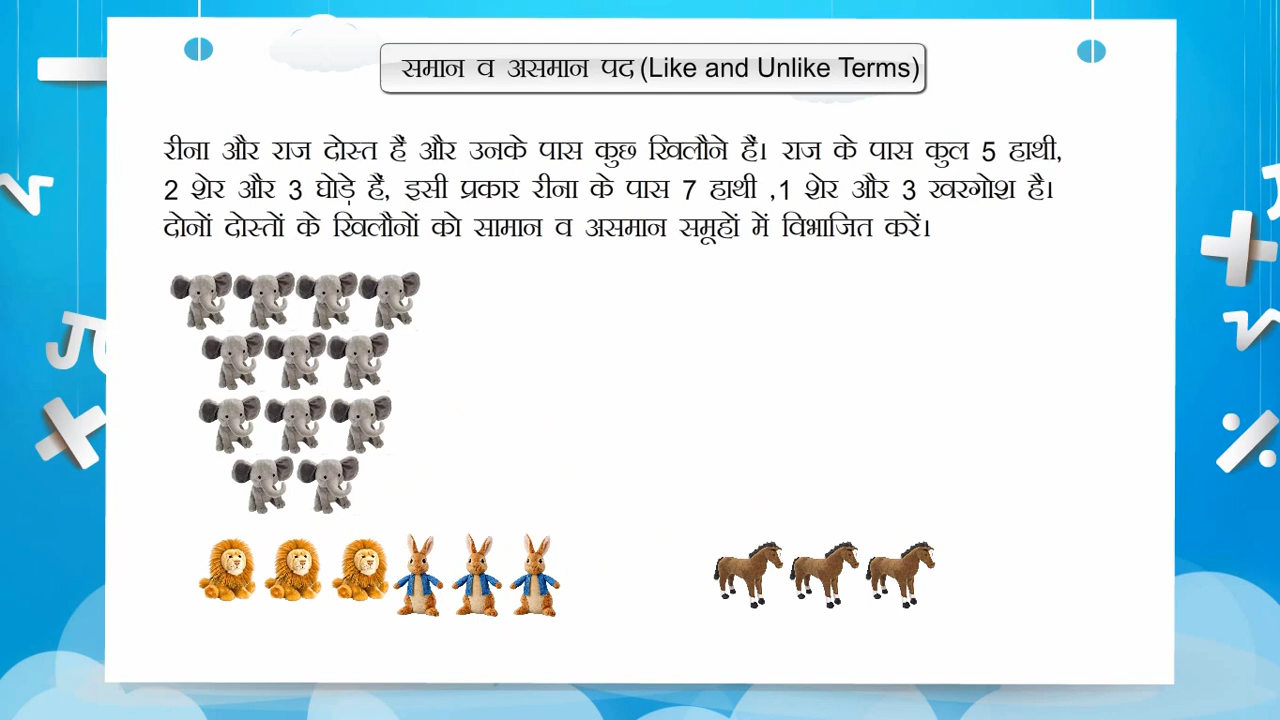 समान व असमान पद (Like and Unlike Terms)
रीना और राज दोस्त हैं और उनके पास कुछ खिलौने हैं। राज के पास कुल 5 हाथी,
2 शेर और 3 घोड़े हैं, इसी प्रकार रीना के पास 7 हाथी ,1 शेर और 3 खरगोश है।
दोनों दोस्तों के खिलौनों को सामान व असमान समूहों में विभाजित करें।